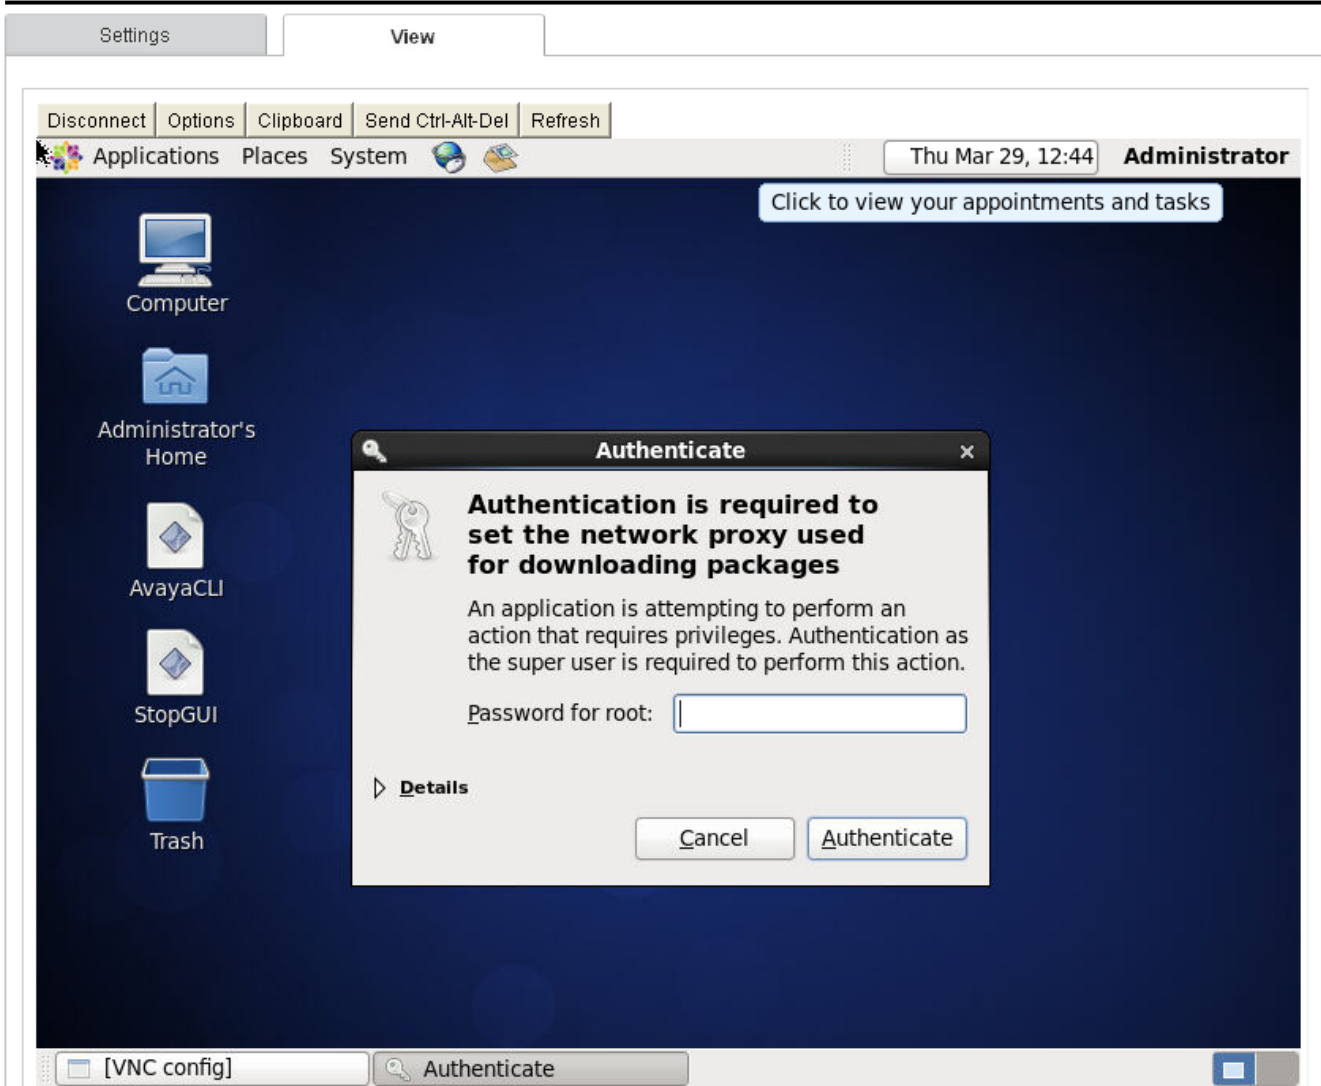 Settings
View
Disconnect Options Clipboard Send Ctrl-Alt-Del Refresh
Applications Places System Thu Mar 29, 12:44 Administrator
Click to view your appointments and tasks
Computer
Administrator's
Home
AvayaCLI
StopGUI
Trash
Authenticate
Authentication is required to
set the network proxy used
for downloading packages
An application is attempting to perform an
action that requires privileges. Authentication as
the super user is required to perform this action.
Password for root:
Details
Cancel Authenticate
[VNC config] Authenticate